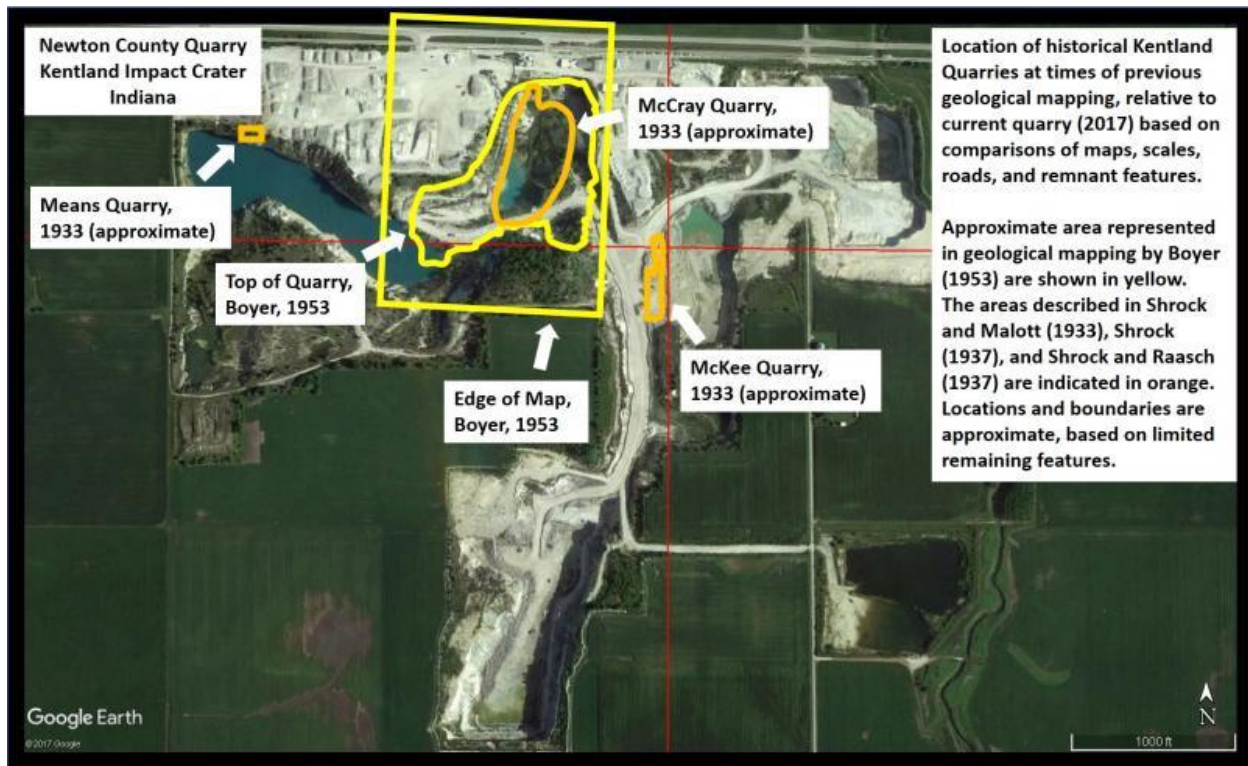 Newton County Quarry
Kentland Impact Crater
Indiana
Means Quarry,
1933 (approximate)
Top of Quarry,
Boyer, 1953
Edge of Map,
Boyer, 1953
McCray Quarry,
1933 (approximate)
McKee Quarry,
1933 (approximate)
Location of historical Kentland
Quarries at times of previous
geological mapping, relative to
current quarry (2017) based on
comparisons of maps, scales,
roads, and remnant features.
Approximate area represented
in geological mapping by Boyer
(1953) are shown in yellow.
The areas described in Shrock
and Malott (1933), Shrock
(1937), and Shrock and Raasch
(1937) are indicated in orange.
Locations and boundaries are
approximate, based on limited
remaining features.
Google Earth
©2017 Google
N
1000 ft